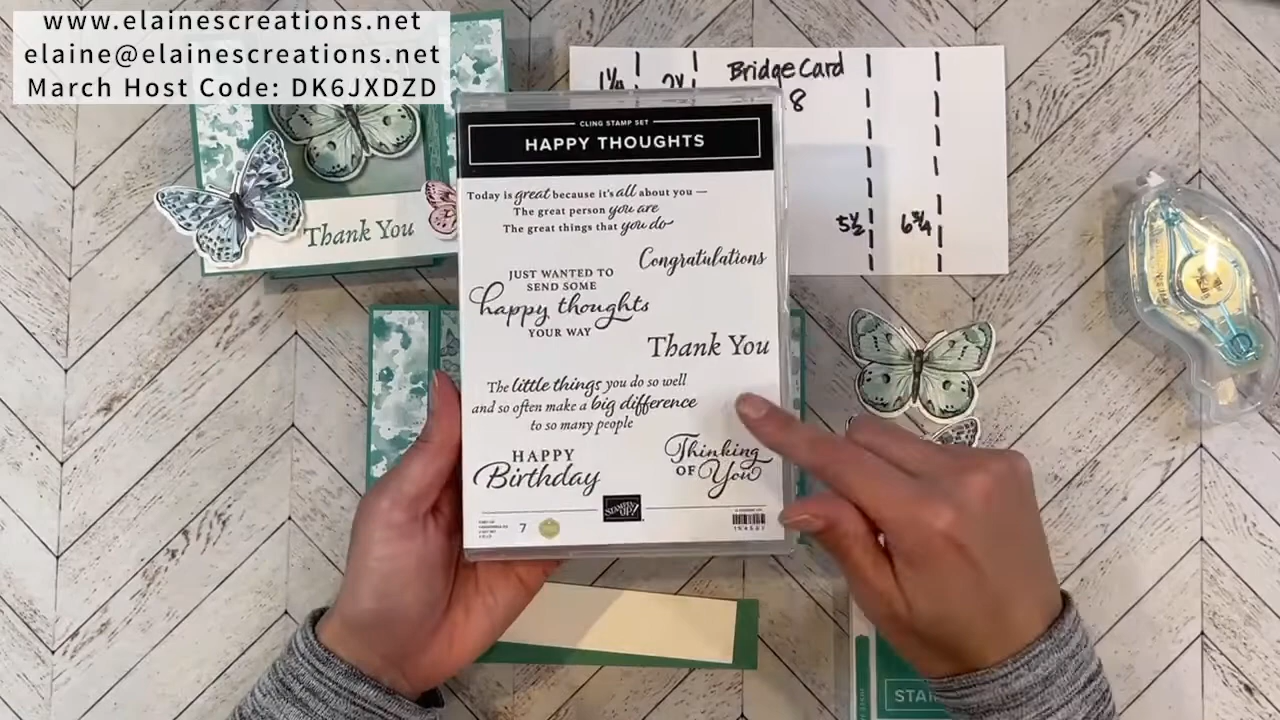 www.elainescreations.net
elaine@elainescreations.net
March Host Code: DK6JXDZD
Thank You
1¼
Bridge Card
8
5½
6¾
CLING STAMP SET
HAPPY THOUGHTS
Today is great because it's all about you —
The great person you are
The great things that you do
Congratulations
JUST WANTED TO
SEND SOME
happy thoughts
YOUR WAY
Thank You
The little things you do so well
and so often make a big difference
to so many people
HAPPY
Birthday
Thinking
OF You
STAMPIN' UP!
7
STAM